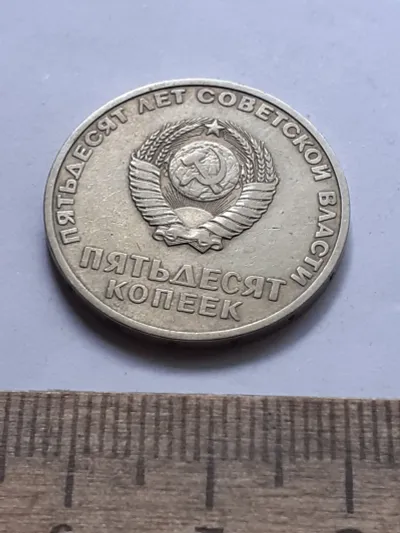 ПЯТЬДЕСЯТ ЛЕТ СОВЕТСКОЙ ВЛАСТИ
ПЯТЬДЕСЯТ
КОПЕЕК